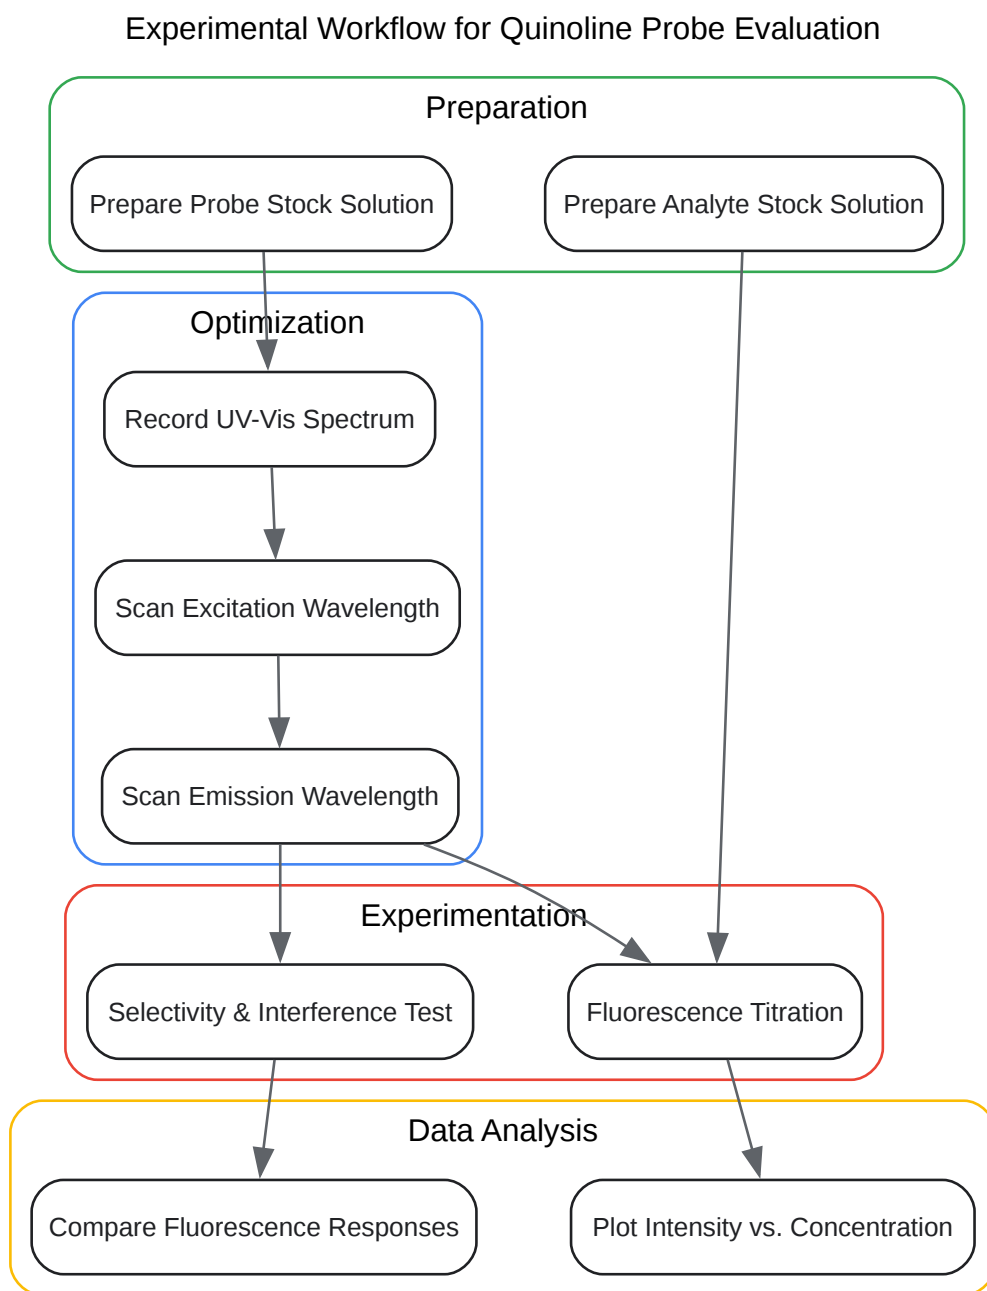 Experimental Workflow for Quinoline Probe Evaluation
Preparation
Prepare Probe Stock Solution
Prepare Analyte Stock Solution
Optimization
Record UV-Vis Spectrum
Scan Excitation Wavelength
Scan Emission Wavelength
Experimentation
Selectivity & Interference Test
Fluorescence Titration
Data Analysis
Compare Fluorescence Responses
Plot Intensity vs. Concentration